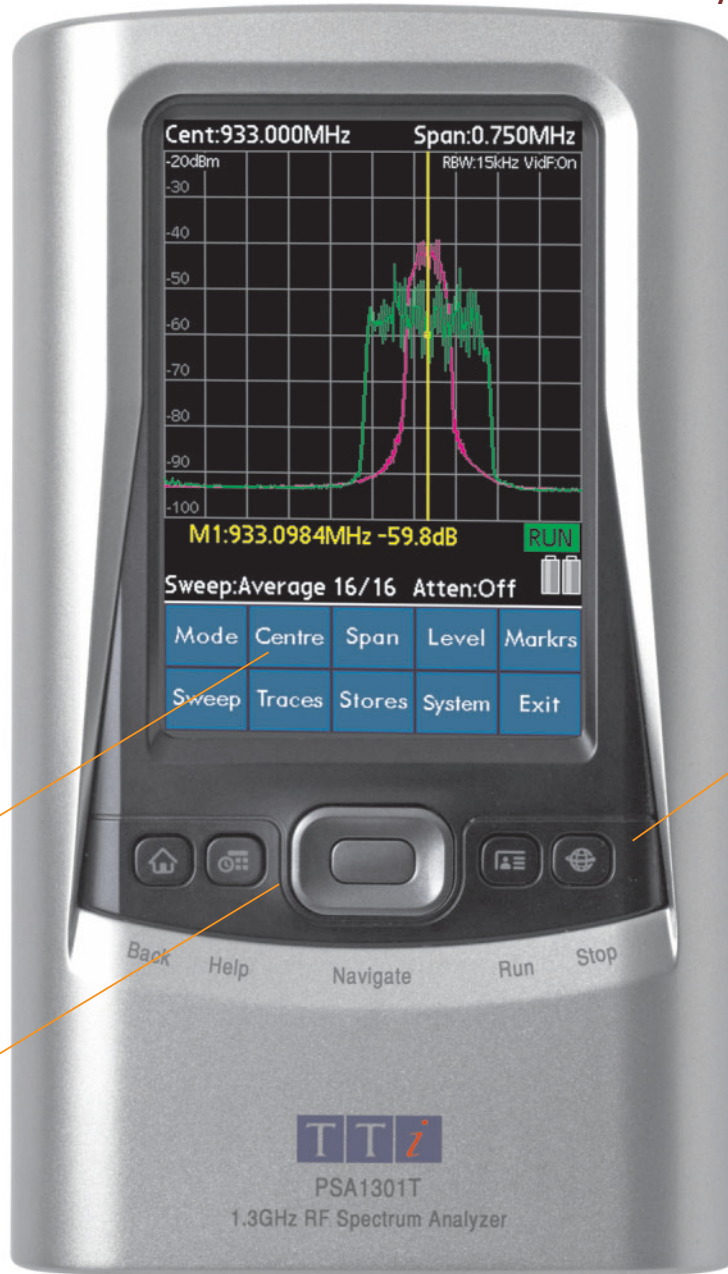 Cent:933.000MHz Span:0.750MHz
-20dBm RBW:15kHz VidF:On
-30
-40
-50
-60
-70
-80
-90
-100
M1:933.0984MHz -59.8dB RUN
Sweep:Average 16/16 Atten:Off
Mode Centre Span Level Markrs
Sweep Traces Stores System Exit
Back Help Navigate Run Stop
TTi
PSA1301T
1.3GHz RF Spectrum Analyzer